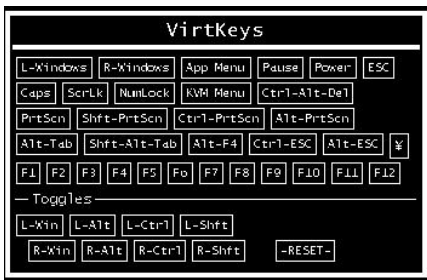 VirtKeys
L-Windows R-Windows App Menu Pause Power ESC
Caps ScrLk NumLock KVM Menu Ctrl-Alt-Del
PrtScn Shft-PrtScn Ctrl-PrtScn Alt-PrtScn
Alt-Tab Shft-Alt-Tab Alt-F4 Ctrl-ESC Alt-ESC ¥
F1 F2 F3 F4 F5 F6 F7 F8 F9 F10 F11 F12
Toggles
L-Win L-Alt L-Ctrl L-Shft
R-Win R-Alt R-Ctrl R-Shft -RESET-